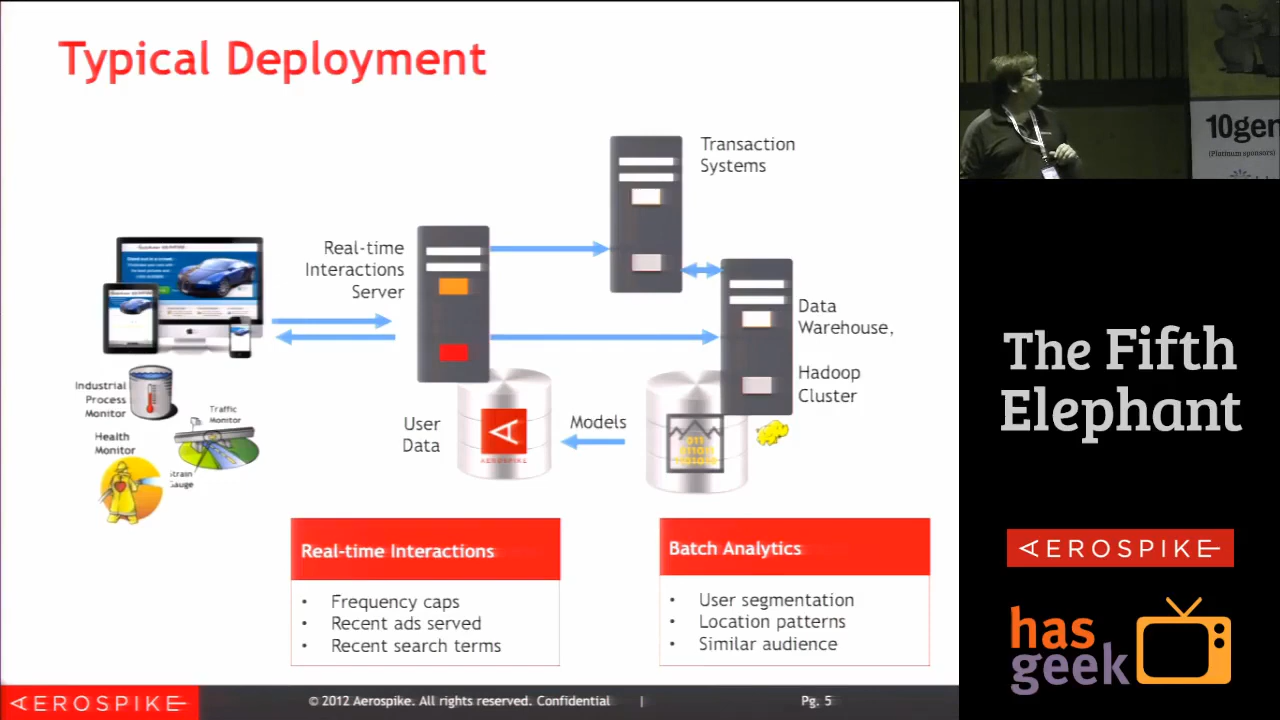 Typical Deployment
Transaction
Systems
Real-time
Interactions
Server
Data
Warehouse,
Hadoop
Cluster
Industrial
Process
Monitor
Traffic
Monitor
Health
Monitor
Strain
Gauge
User
Data
AEROSPIKE
Models
Real-time Interactions
• Frequency caps
• Recent ads served
• Recent search terms
Batch Analytics
• User segmentation
• Location patterns
• Similar audience
AEROSPIKE
© 2012 Aerospike. All rights reserved. Confidential | Pg. 5
10gen
(Platinum sponsors)
The Fifth
Elephant
AEROSPIKE
has
geek